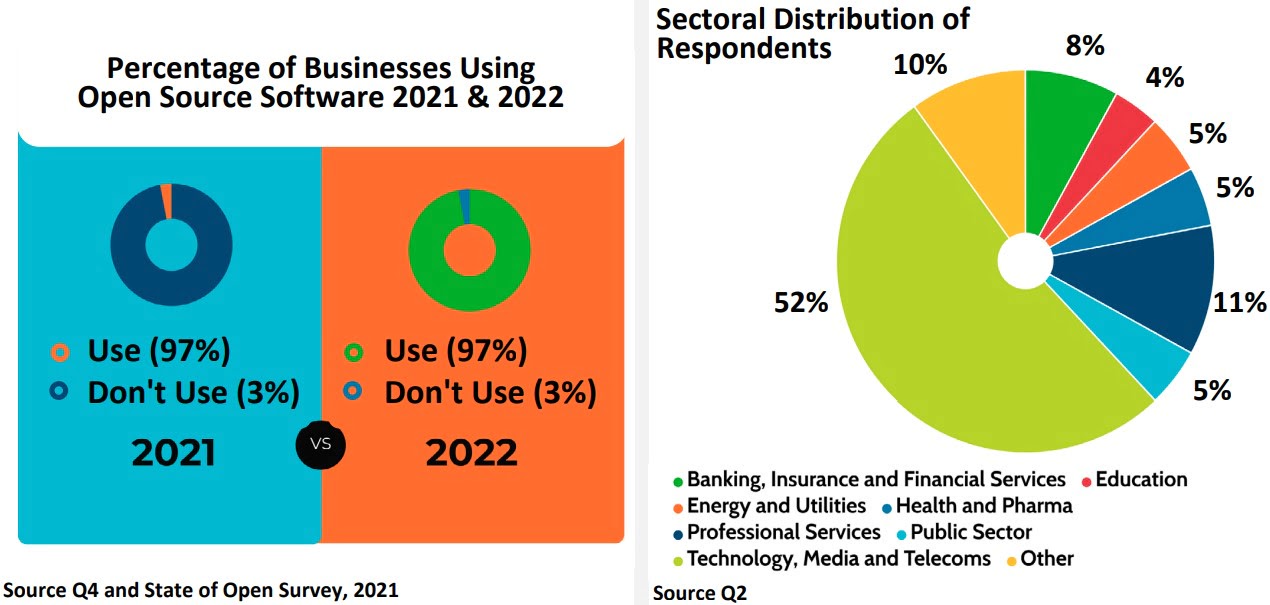 Percentage of Businesses Using
Open Source Software 2021 & 2022
Use (97%)
Don't Use (3%)
2021
VS
Use (97%)
Don't Use (3%)
2022
Source Q4 and State of Open Survey, 2021
Sectoral Distribution of
Respondents
8%
4%
5%
5%
11%
5%
52%
10%
Banking, Insurance and Financial Services Education
Energy and Utilities Health and Pharma
Professional Services Public Sector
Technology, Media and Telecoms Other
Source Q2